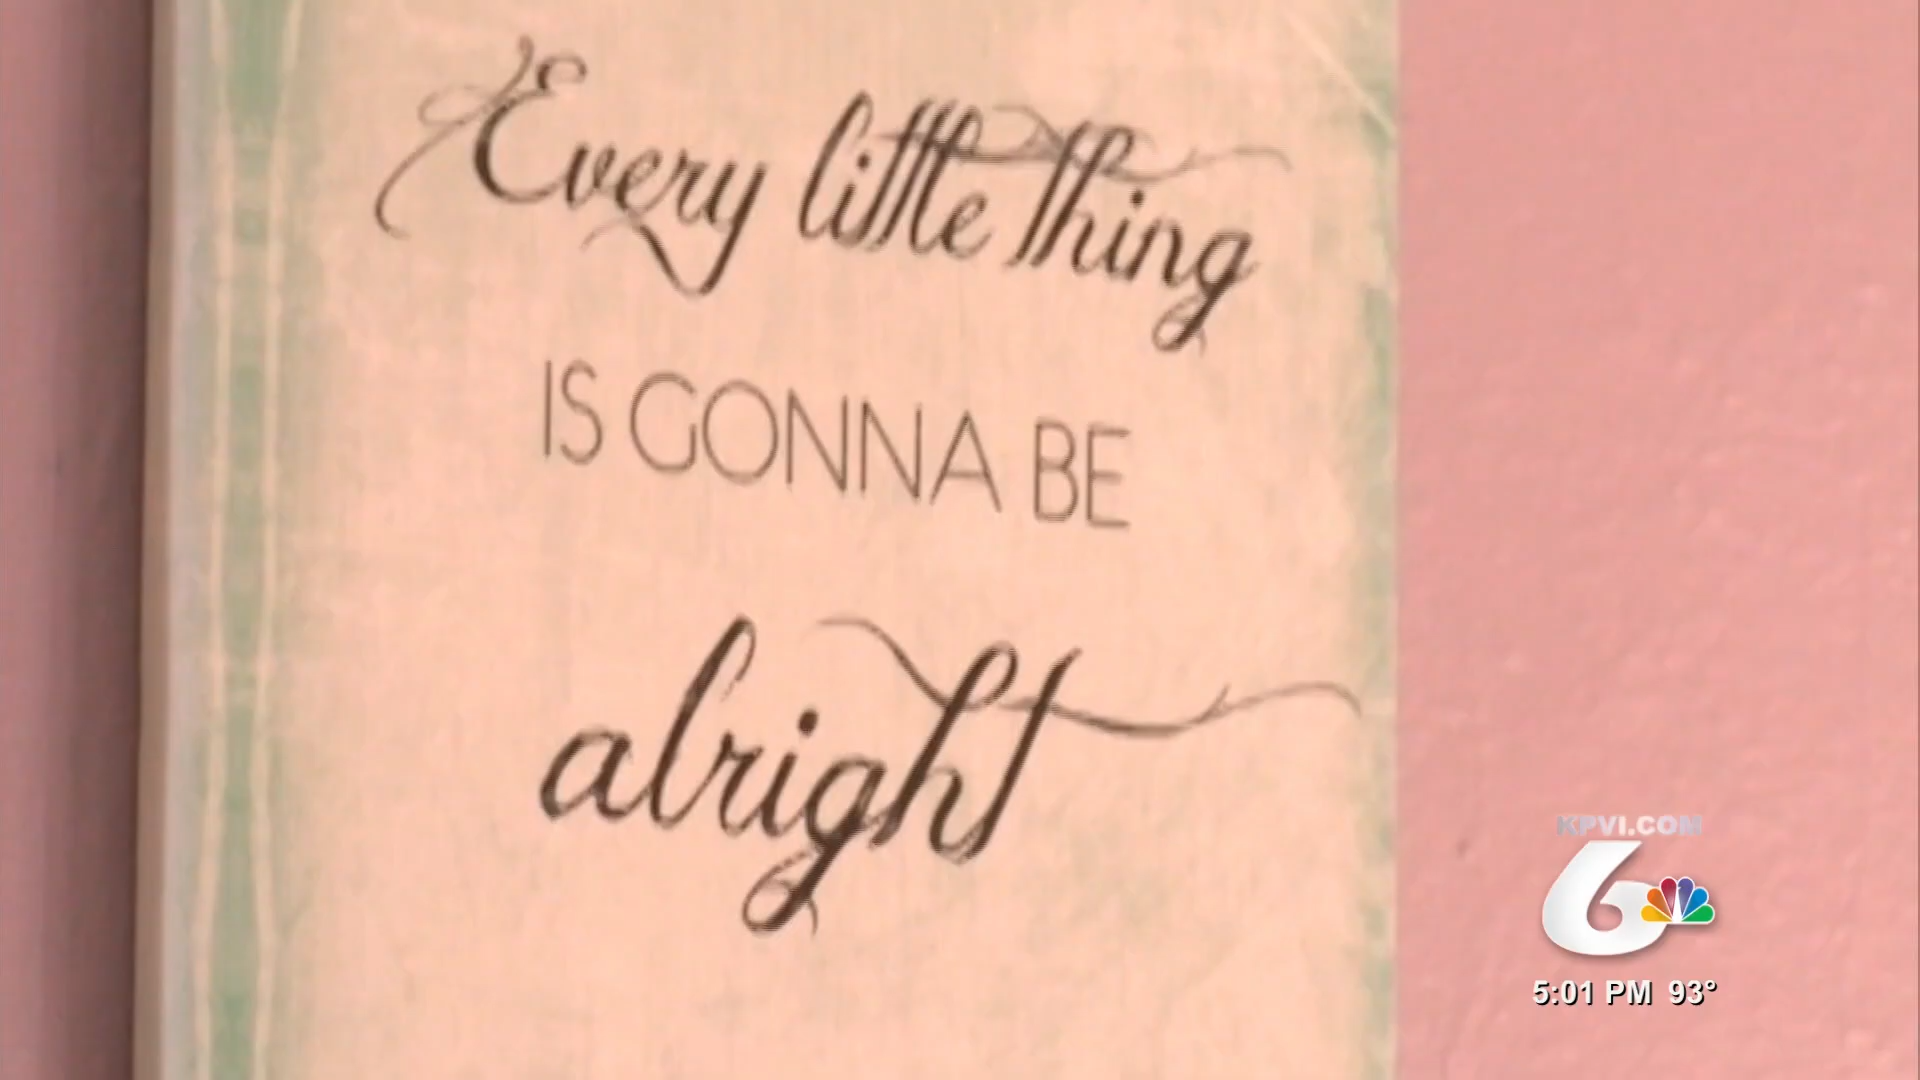 Every little thing
IS GONNA BE
alright
KPVI.COM
6
5:01 PM 93°